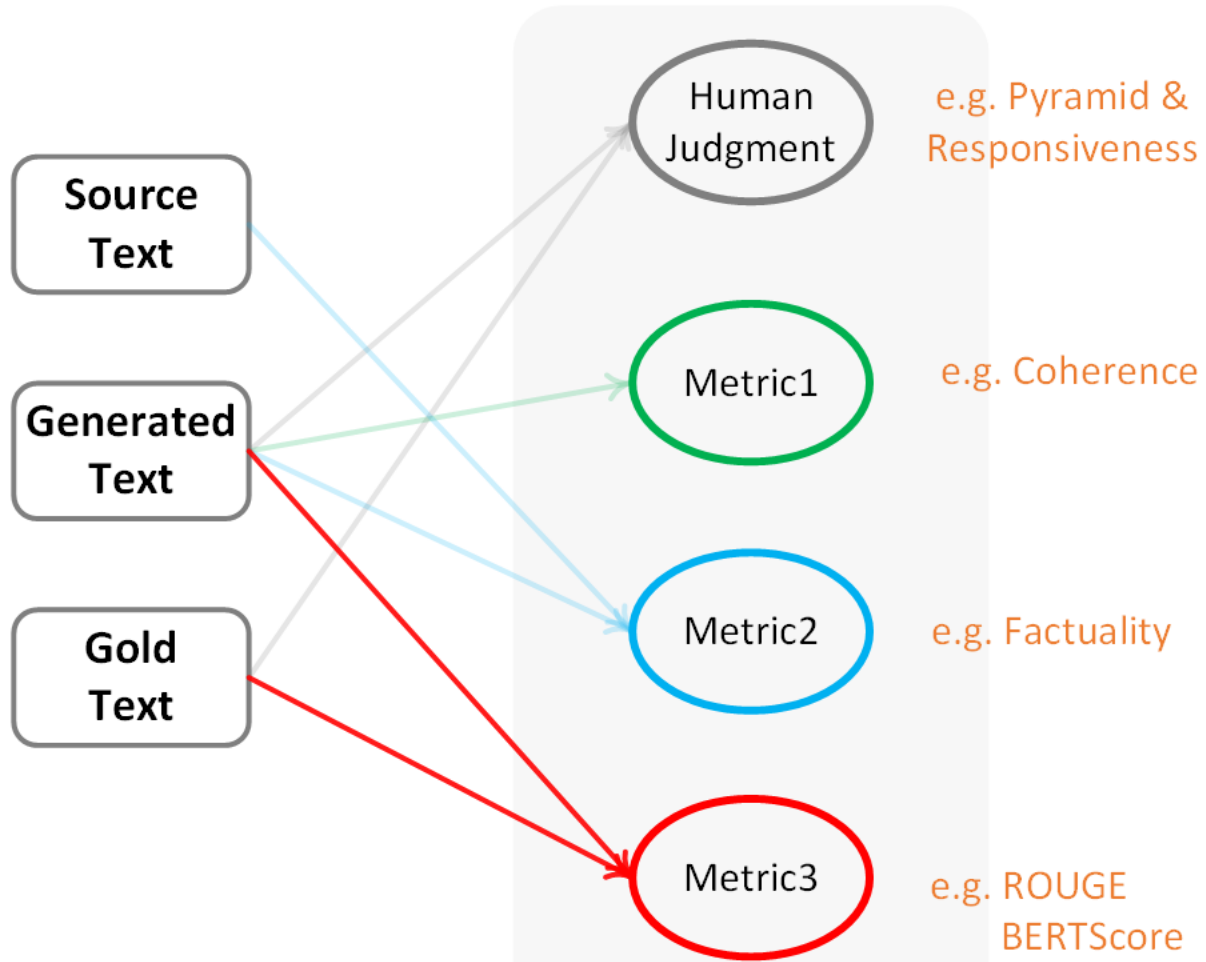 Source
Text
Generated
Text
Gold
Text
Human
Judgment
e.g. Pyramid &
Responsiveness
Metric1
e.g. Coherence
Metric2
e.g. Factuality
Metric3
e.g. ROUGE
BERTScore